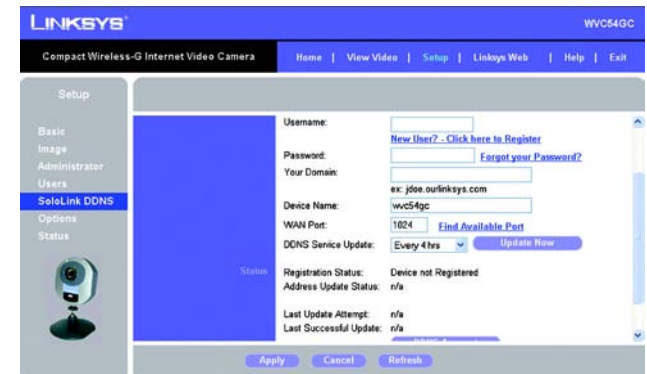 LINKSYS®
WVC54GC
Compact Wireless-G Internet Video Camera
Home | View Video | Setup | Linksys Web | Help | Exit
Setup
Basic
Image
Administrator
Users
SoloLink DDNS
Options
Status
Username:
New User? - Click here to Register
Password:
Forgot your Password?
Your Domain:
ex: jdoe.ourlinksys.com
Device Name: wvc54gc
WAN Port: 1024 Find Available Port
DDNS Service Update: Every 4 hrs Update Now
Status
Registration Status: Device not Registered
Address Update Status: n/a
Last Update Attempt: n/a
Last Successful Update: n/a
Apply Cancel Refresh